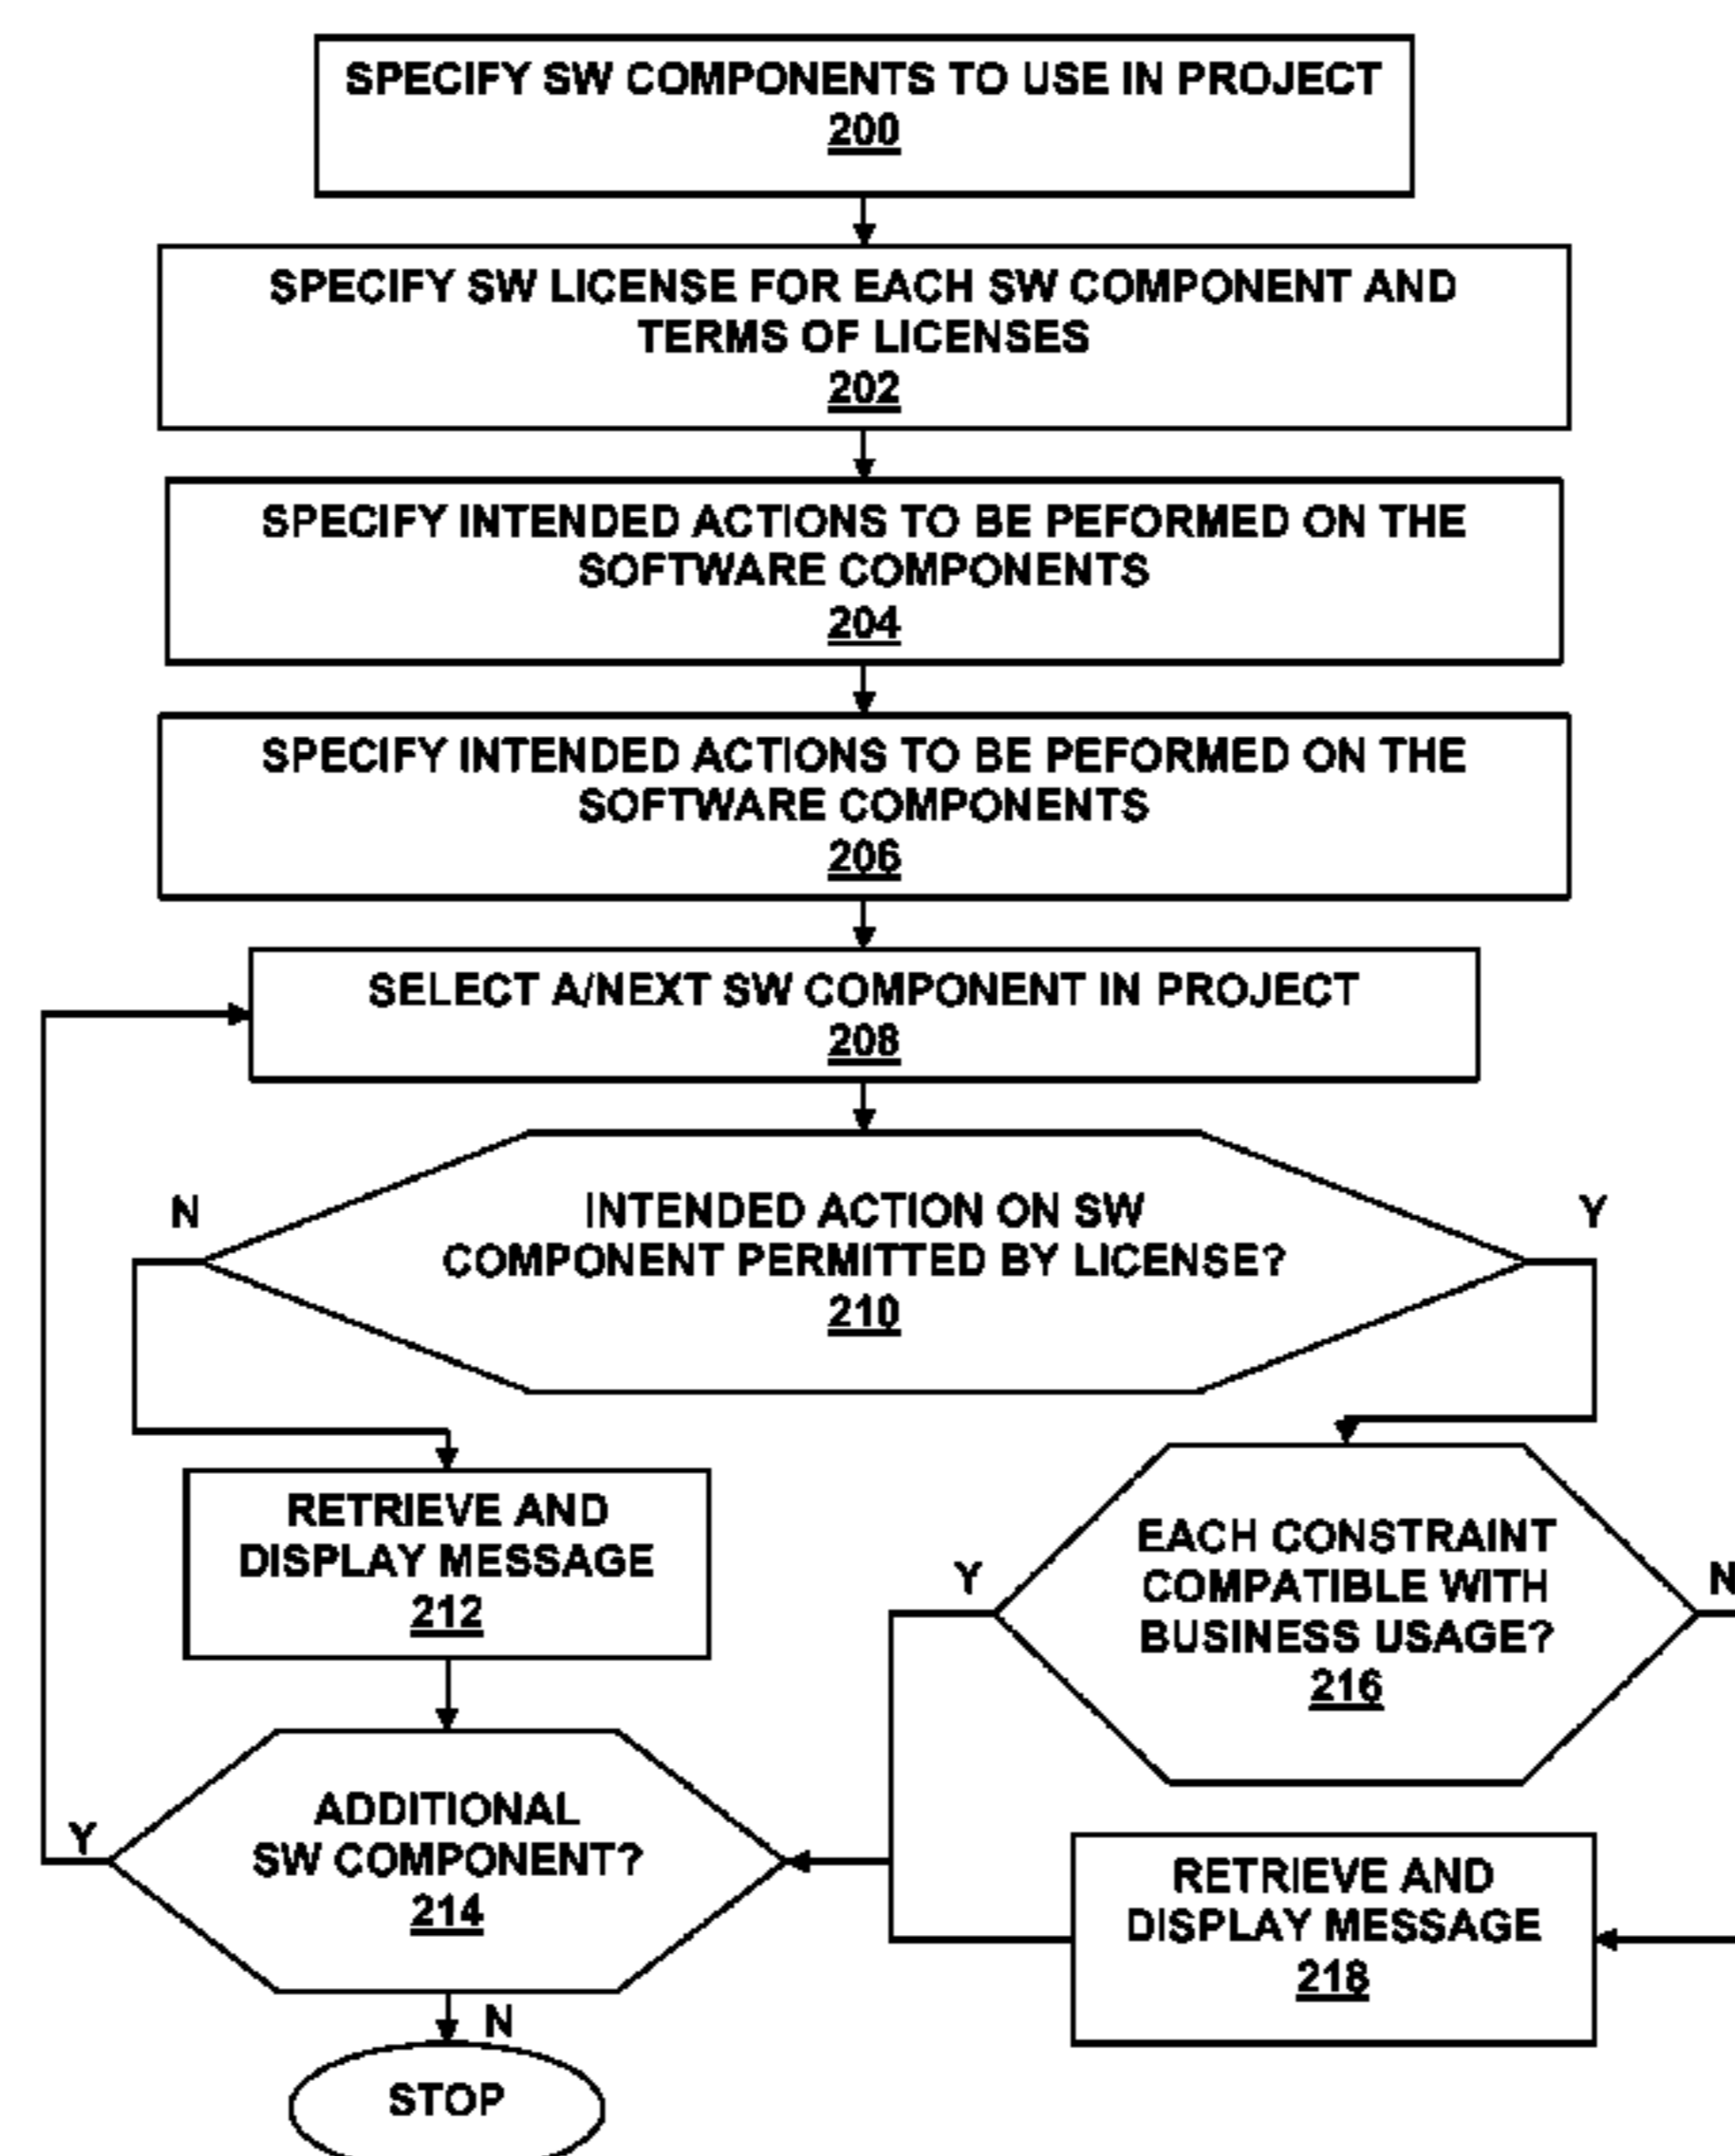 SPECIFY SW COMPONENTS TO USE IN PROJECT
200
SPECIFY SW LICENSE FOR EACH SW COMPONENT AND
TERMS OF LICENSES
202
SPECIFY INTENDED ACTIONS TO BE PEFORMED ON THE
SOFTWARE COMPONENTS
204
SPECIFY INTENDED ACTIONS TO BE PEFORMED ON THE
SOFTWARE COMPONENTS
206
SELECT A/NEXT SW COMPONENT IN PROJECT
208
N
INTENDED ACTION ON SW
COMPONENT PERMITTED BY LICENSE?
210
Y
RETRIEVE AND
DISPLAY MESSAGE
212
Y
EACH CONSTRAINT
COMPATIBLE WITH
BUSINESS USAGE?
216
N
Y
ADDITIONAL
SW COMPONENT?
214
RETRIEVE AND
DISPLAY MESSAGE
218
N
STOP